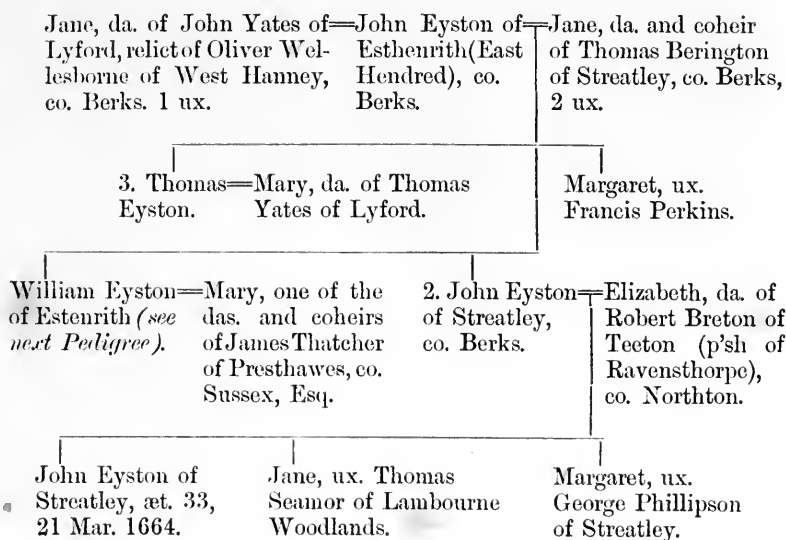 Jane, da. of John Yates of
Lyford, relict of Oliver Wel-
lesborne of West Hanney,
co. Berks. 1 ux.
John Eyston of
Esthenrith (East
Hendred), co.
Berks.
Jane, da. and coheir
of Thomas Berington
of Streatley, co. Berks,
2 ux.
3. Thomas
Eyston.
Mary, da. of Thomas
Yates of Lyford.
Margaret, ux.
Francis Perkins.
William Eyston
of Estenrith (see
next Pedigree).
Mary, one of the
das. and coheirs
of James Thatcher
of Presthawes, co.
Sussex, Esq.
2. John Eyston
of Streatley,
co. Berks.
Elizabeth, da. of
Robert Breton of
Teeton (p'sh of
Ravensthorpe),
co. Northton.
John Eyston of
Streatley, æt. 33,
21 Mar. 1664.
Jane, ux. Thomas
Seamor of Lambourne
Woodlands.
Margaret, ux.
George Phillipson
of Streatley.